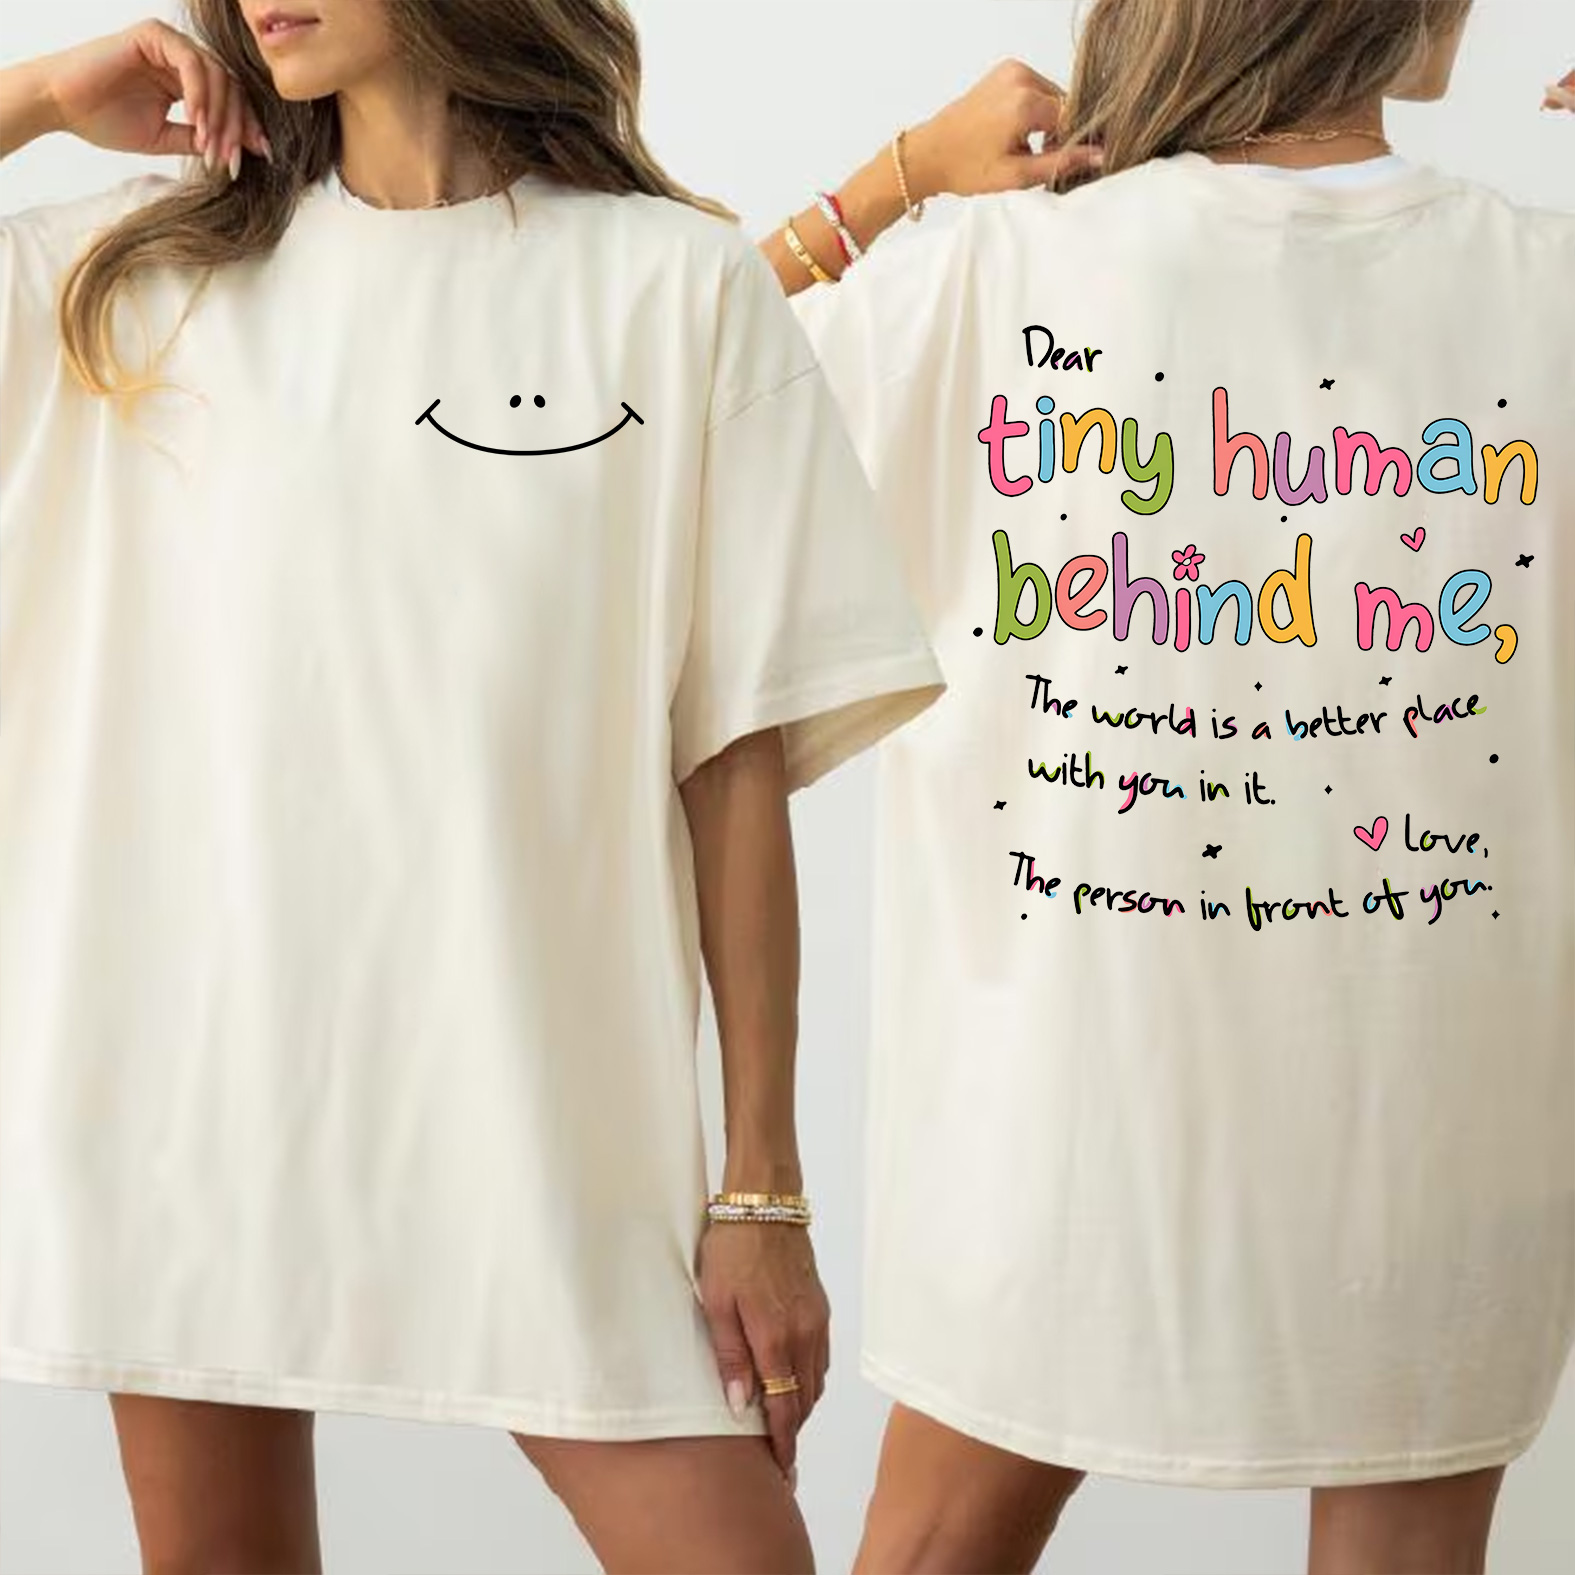 Dear
tiny human
behind me,
The world is a better place
with you in it.
love,
The person in front of you.